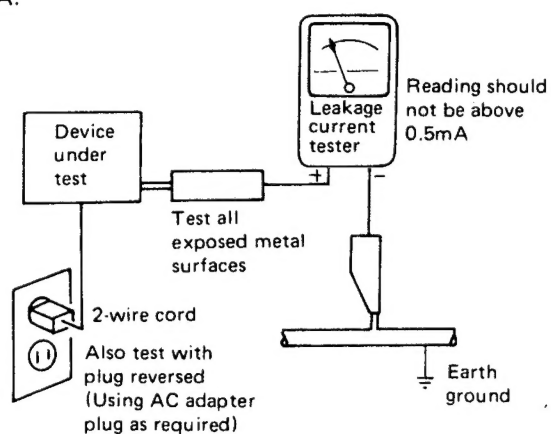 Leakage
current
tester
+
−
Reading should
not be above
0.5mA
Device
under
test
Test all
exposed metal
surfaces
2-wire cord
Also test with
plug reversed
(Using AC adapter
plug as required)
Earth
ground